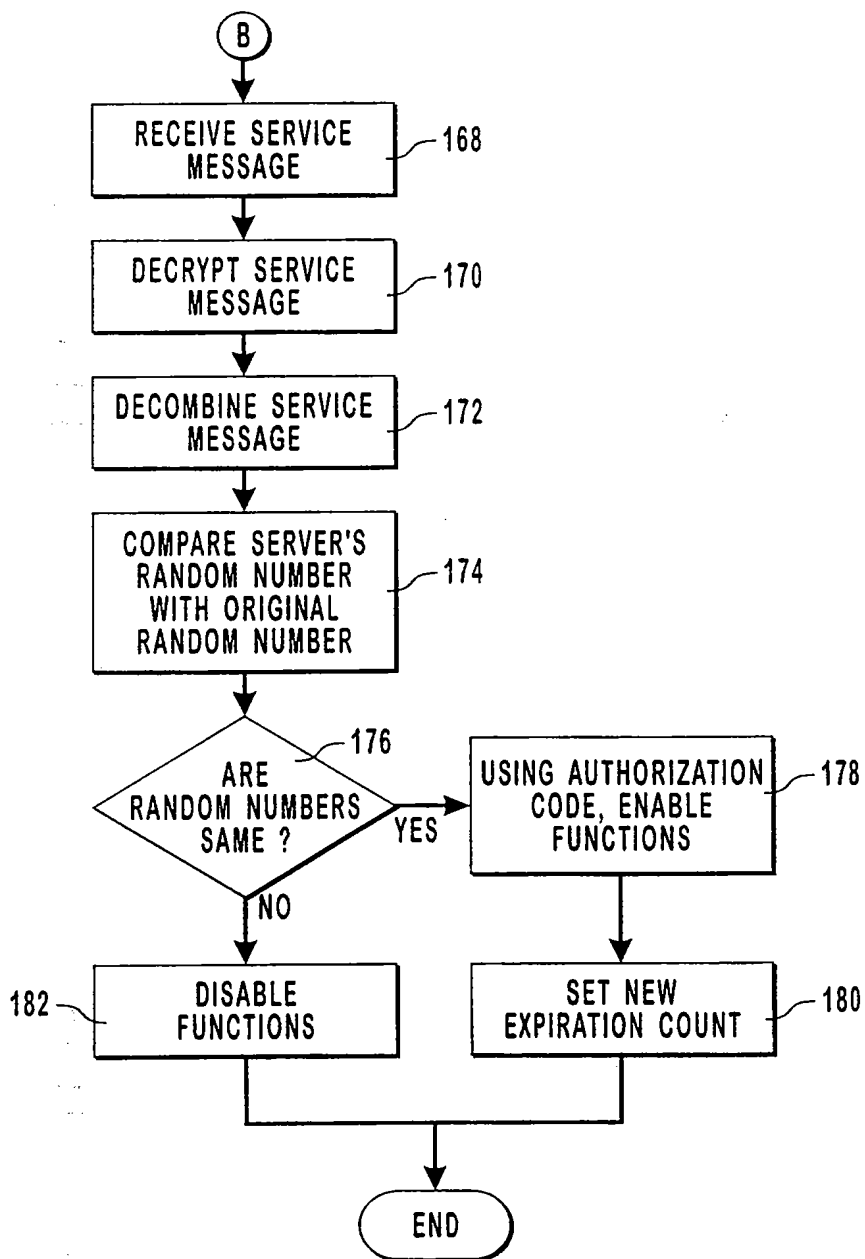 B
RECEIVE SERVICE
MESSAGE
168
DECRYPT SERVICE
MESSAGE
170
DECOMBINE SERVICE
MESSAGE
172
COMPARE SERVER'S
RANDOM NUMBER
WITH ORIGINAL
RANDOM NUMBER
174
176
ARE
RANDOM NUMBERS
SAME ?
YES
NO
USING AUTHORIZATION
CODE, ENABLE
FUNCTIONS
178
182
DISABLE
FUNCTIONS
SET NEW
EXPIRATION COUNT
180
END